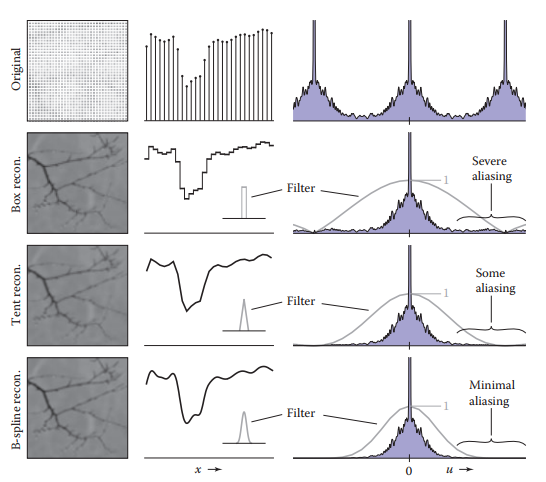 Original
Box recon.
Filter
1
Severe
aliasing
Tent recon.
Filter
1
Some
aliasing
B-spline recon.
Filter
1
Minimal
aliasing
x →
0
u →